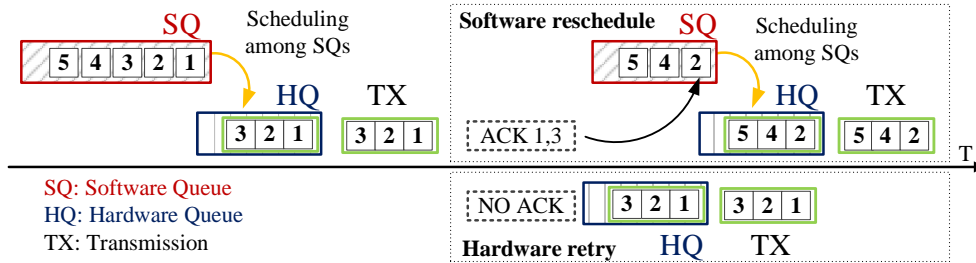 SQ
Scheduling
among SQs
5 4 3 2 1
HQ
TX
3 2 1
3 2 1
Software reschedule
SQ
Scheduling
among SQs
5 4 2
HQ
TX
ACK 1,3
5 4 2
5 4 2
T
SQ: Software Queue
HQ: Hardware Queue
TX: Transmission
NO ACK
3 2 1
3 2 1
Hardware retry
HQ
TX